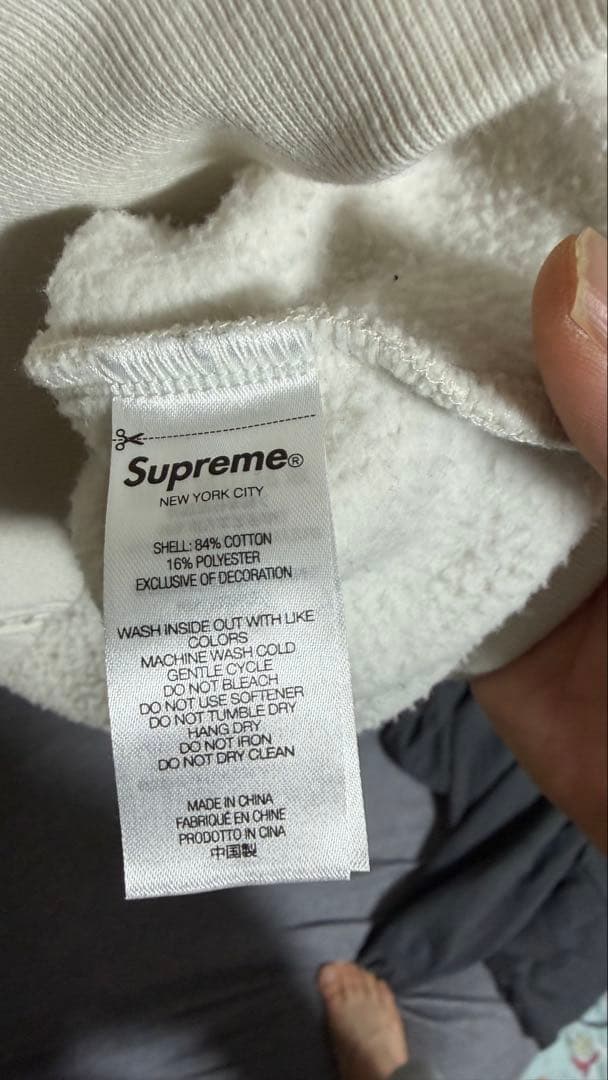 Supreme®
NEW YORK CITY
SHELL: 84% COTTON
16% POLYESTER
EXCLUSIVE OF DECORATION
WASH INSIDE OUT WITH LIKE
COLORS
MACHINE WASH COLD
GENTLE CYCLE
DO NOT BLEACH
DO NOT USE SOFTENER
DO NOT TUMBLE DRY
HANG DRY
DO NOT IRON
DO NOT DRY CLEAN
MADE IN CHINA
FABRIQUÉ EN CHINE
PRODOTTO IN CINA
中国製